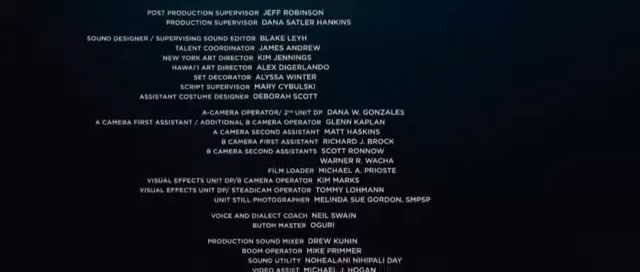 POST PRODUCTION SUPERVISOR JEFF ROBINSON
PRODUCTION SUPERVISOR DANA SATLER HANKINS
SOUND DESIGNER / SUPERVISING SOUND EDITOR BLAKE LEYH
TALENT COORDINATOR JAMES ANDREW
NEW YORK ART DIRECTOR KIM JENNINGS
HAWAI'I ART DIRECTOR ALEX DIGERLANDO
SET DECORATOR ALYSSA WINTER
SCRIPT SUPERVISOR MARY CYBULSKI
ASSISTANT COSTUME DESIGNER DEBORAH SCOTT
A-CAMERA OPERATOR/ 2ND UNIT DP DANA W. GONZALES
A CAMERA FIRST ASSISTANT / ADDITIONAL B CAMERA OPERATOR GLENN KAPLAN
A CAMERA SECOND ASSISTANT MATT HASKINS
B CAMERA FIRST ASSISTANT RICHARD J. BROCK
B CAMERA SECOND ASSISTANTS SCOTT RONNOW
WARNER R. WACHA
FILM LOADER MICHAEL A. PRIOSTE
VISUAL EFFECTS UNIT DP/B CAMERA OPERATOR KIM MARKS
VISUAL EFFECTS UNIT DP/ STEADICAM OPERATOR TOMMY LOHMANN
UNIT STILL PHOTOGRAPHER MELINDA SUE GORDON, SMPSP
VOICE AND DIALECT COACH NEIL SWAIN
BUTOH MASTER OGURI
PRODUCTION SOUND MIXER DREW KUNIN
BOOM OPERATOR MIKE PRIMMER
SOUND UTILITY NOHEALANI NIHIPALI DAY
VIDEO ASSIST MICHAEL J. HOGAN